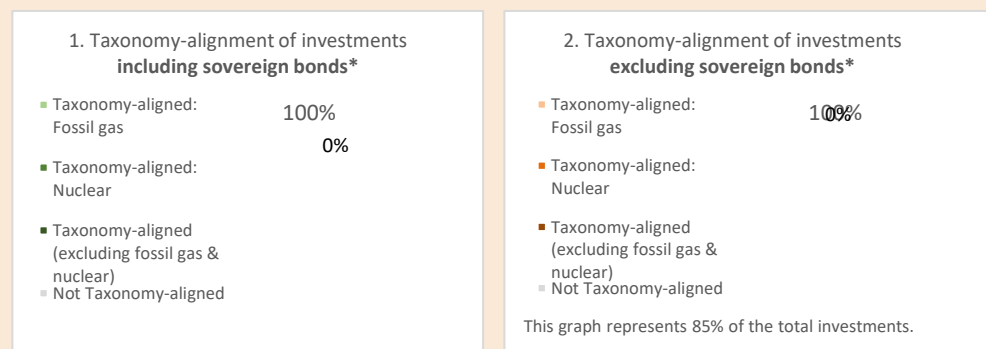 1. Taxonomy-alignment of investments
including sovereign bonds*
Taxonomy-aligned:
Fossil gas
Taxonomy-aligned:
Nuclear
Taxonomy-aligned
(excluding fossil gas &
nuclear)
Not Taxonomy-aligned
100%
0%
2. Taxonomy-alignment of investments
excluding sovereign bonds*
Taxonomy-aligned:
Fossil gas
Taxonomy-aligned:
Nuclear
Taxonomy-aligned
(excluding fossil gas &
nuclear)
Not Taxonomy-aligned
100%
0%
This graph represents 85% of the total investments.